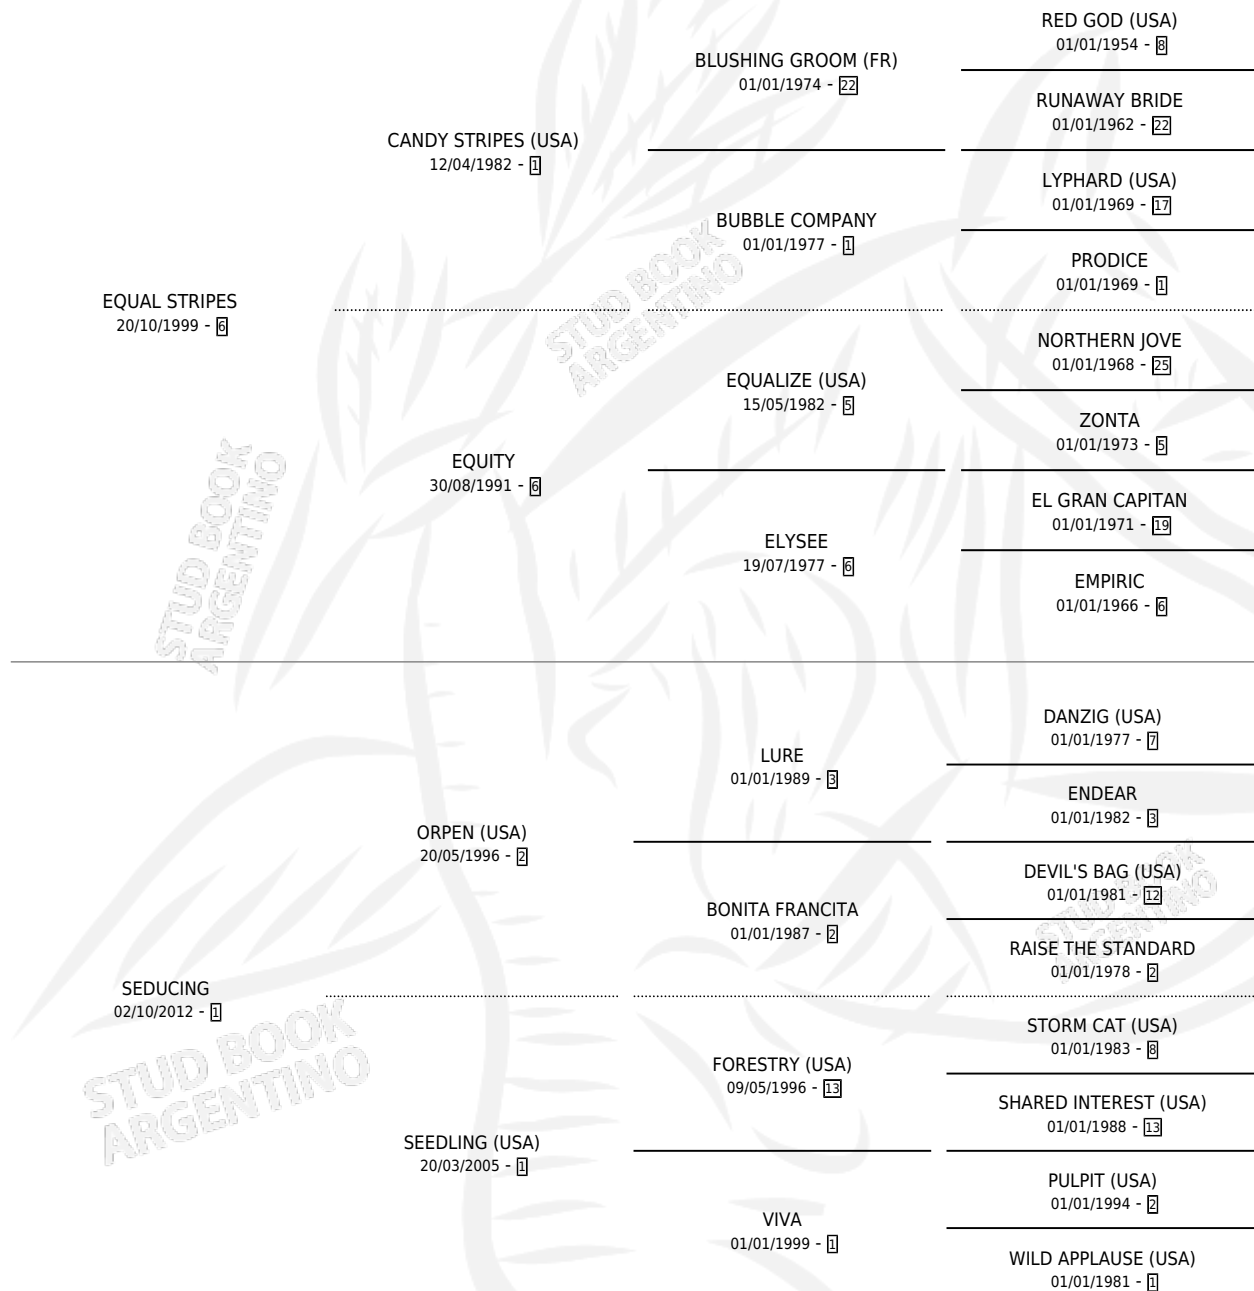 RED GOD (USA)
01/01/1954 - 8
BLUSHING GROOM (FR)
01/01/1974 - 22
RUNAWAY BRIDE
01/01/1962 - 22
CANDY STRIPES (USA)
12/04/1982 - 1
LYPHARD (USA)
01/01/1969 - 17
BUBBLE COMPANY
01/01/1977 - 1
PRODICE
01/01/1969 - 1
EQUAL STRIPES
20/10/1999 - 6
NORTHERN JOVE
01/01/1968 - 25
EQUALIZE (USA)
15/05/1982 - 5
ZONTA
01/01/1973 - 5
EQUITY
30/08/1991 - 6
EL GRAN CAPITAN
01/01/1971 - 19
ELYSEE
19/07/1977 - 6
EMPIRIC
01/01/1966 - 6
DANZIG (USA)
01/01/1977 - 7
LURE
01/01/1989 - 3
ENDEAR
01/01/1982 - 3
ORPEN (USA)
20/05/1996 - 2
DEVIL'S BAG (USA)
01/01/1981 - 12
BONITA FRANCITA
01/01/1987 - 2
RAISE THE STANDARD
01/01/1978 - 2
SEDUCING
02/10/2012 - 1
STORM CAT (USA)
01/01/1983 - 8
FORESTRY (USA)
09/05/1996 - 13
SHARED INTEREST (USA)
01/01/1988 - 13
SEEDLING (USA)
20/03/2005 - 1
PULPIT (USA)
01/01/1994 - 2
VIVA
01/01/1999 - 1
WILD APPLAUSE (USA)
01/01/1981 - 1
STUD BOOK
ARGENTINO
STUD BOOK
ARGENTINO
STUD BOOK
ARGENTINO
STUD BOOK
ARGENTINO